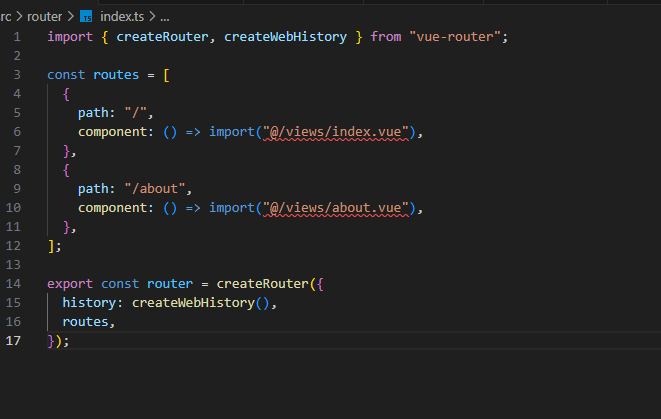 rc > router > TS index.ts > ...
1 import { createRouter, createWebHistory } from "vue-router";
2
3 const routes = [
4   {
5     path: "/",
6     component: () => import("@/views/index.vue"),
7   },
8   {
9     path: "/about",
10     component: () => import("@/views/about.vue"),
11   },
12 ];
13
14 export const router = createRouter({
15   history: createWebHistory(),
16   routes,
17 });